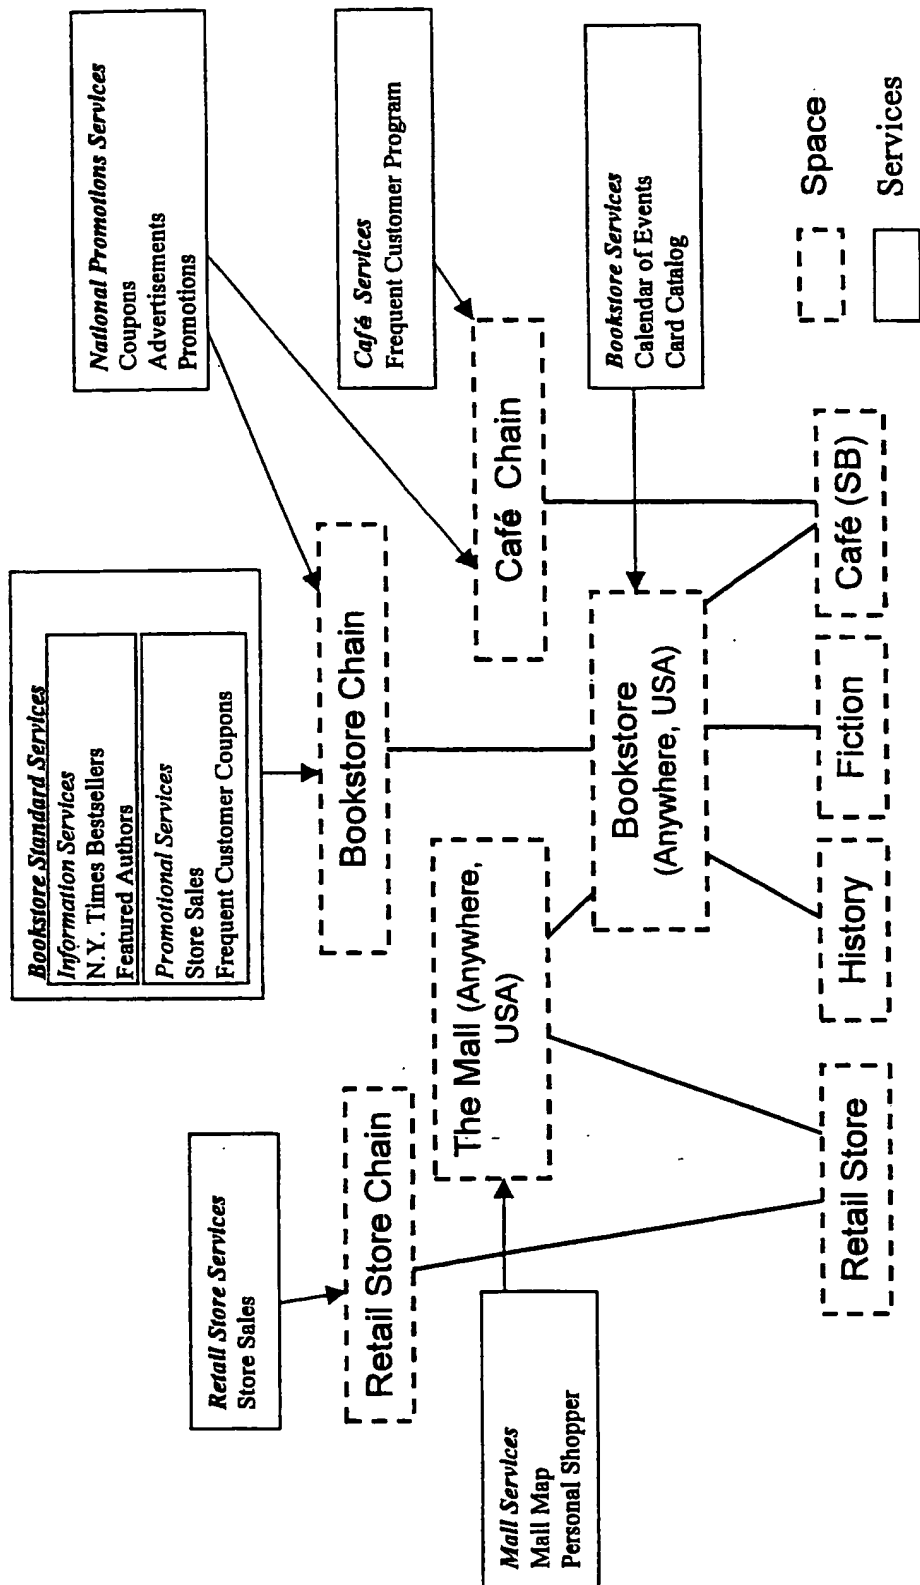 Bookstore Standard Services
Information Services
N.Y. Times Bestsellers
Featured Authors
Promotional Services
Store Sales
Frequent Customer Coupons
National Promotions Services
Coupons
Advertisements
Promotions
Retail Store Services
Store Sales
Bookstore Chain
Café Services
Frequent Customer Program
Retail Store Chain
The Mall (Anywhere,
USA)
Café Chain
Mall Services
Mall Map
Personal Shopper
Bookstore
(Anywhere, USA)
Bookstore Services
Calendar of Events
Card Catalog
Retail Store
History
Fiction
Café (SB)
Space
Services